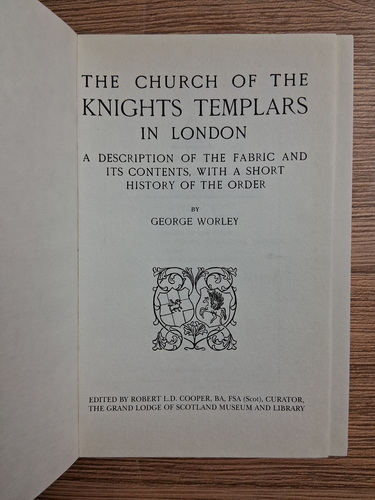 THE CHURCH OF THE
KNIGHTS TEMPLARS
IN LONDON
A DESCRIPTION OF THE FABRIC AND
ITS CONTENTS, WITH A SHORT
HISTORY OF THE ORDER
BY
GEORGE WORLEY
EDITED BY ROBERT L.D. COOPER, BA, FSA (Scot), CURATOR,
THE GRAND LODGE OF SCOTLAND MUSEUM AND LIBRARY